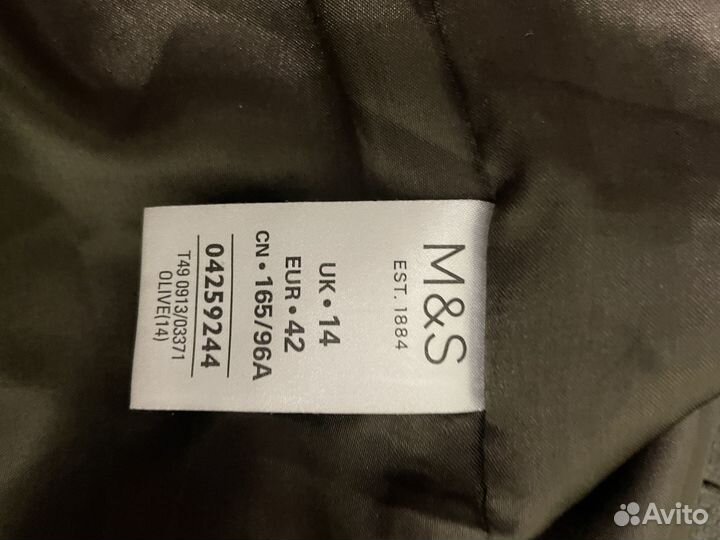 M&S
EST. 1884
UK • 14
EUR • 42
CN • 165/96A
04259244
T49 0913/03371
OLIVE(14)
Avito